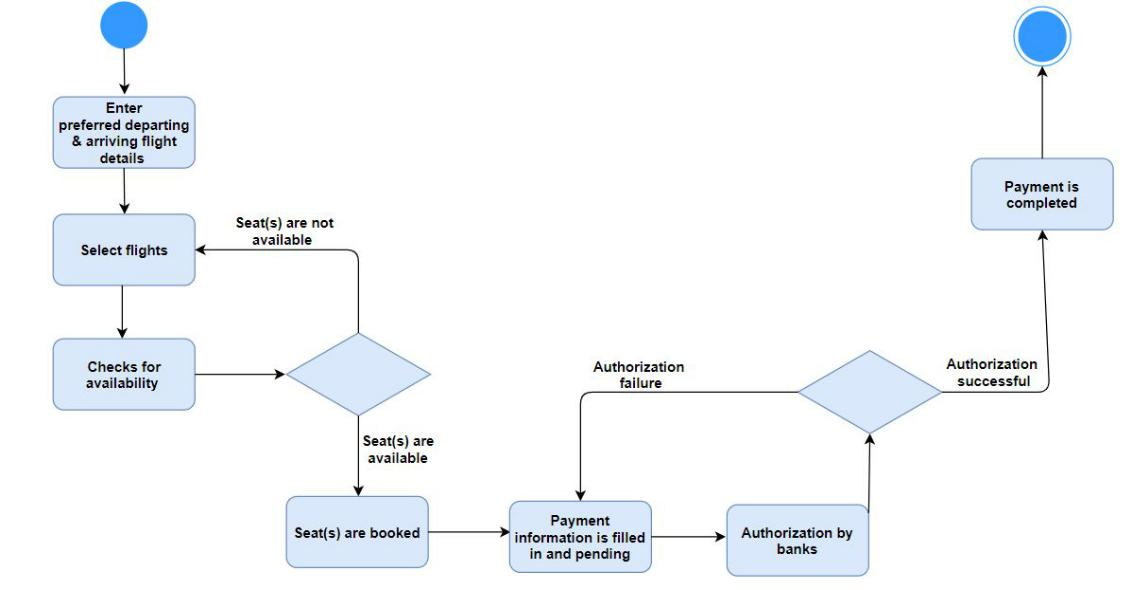 Enter
preferred departing
& arriving flight
details
Select flights
Seat(s) are not
available
Checks for
availability
Seat(s) are
available
Seat(s) are booked
Payment
information is filled
in and pending
Authorization by
banks
Authorization
failure
Authorization
successful
Payment is
completed